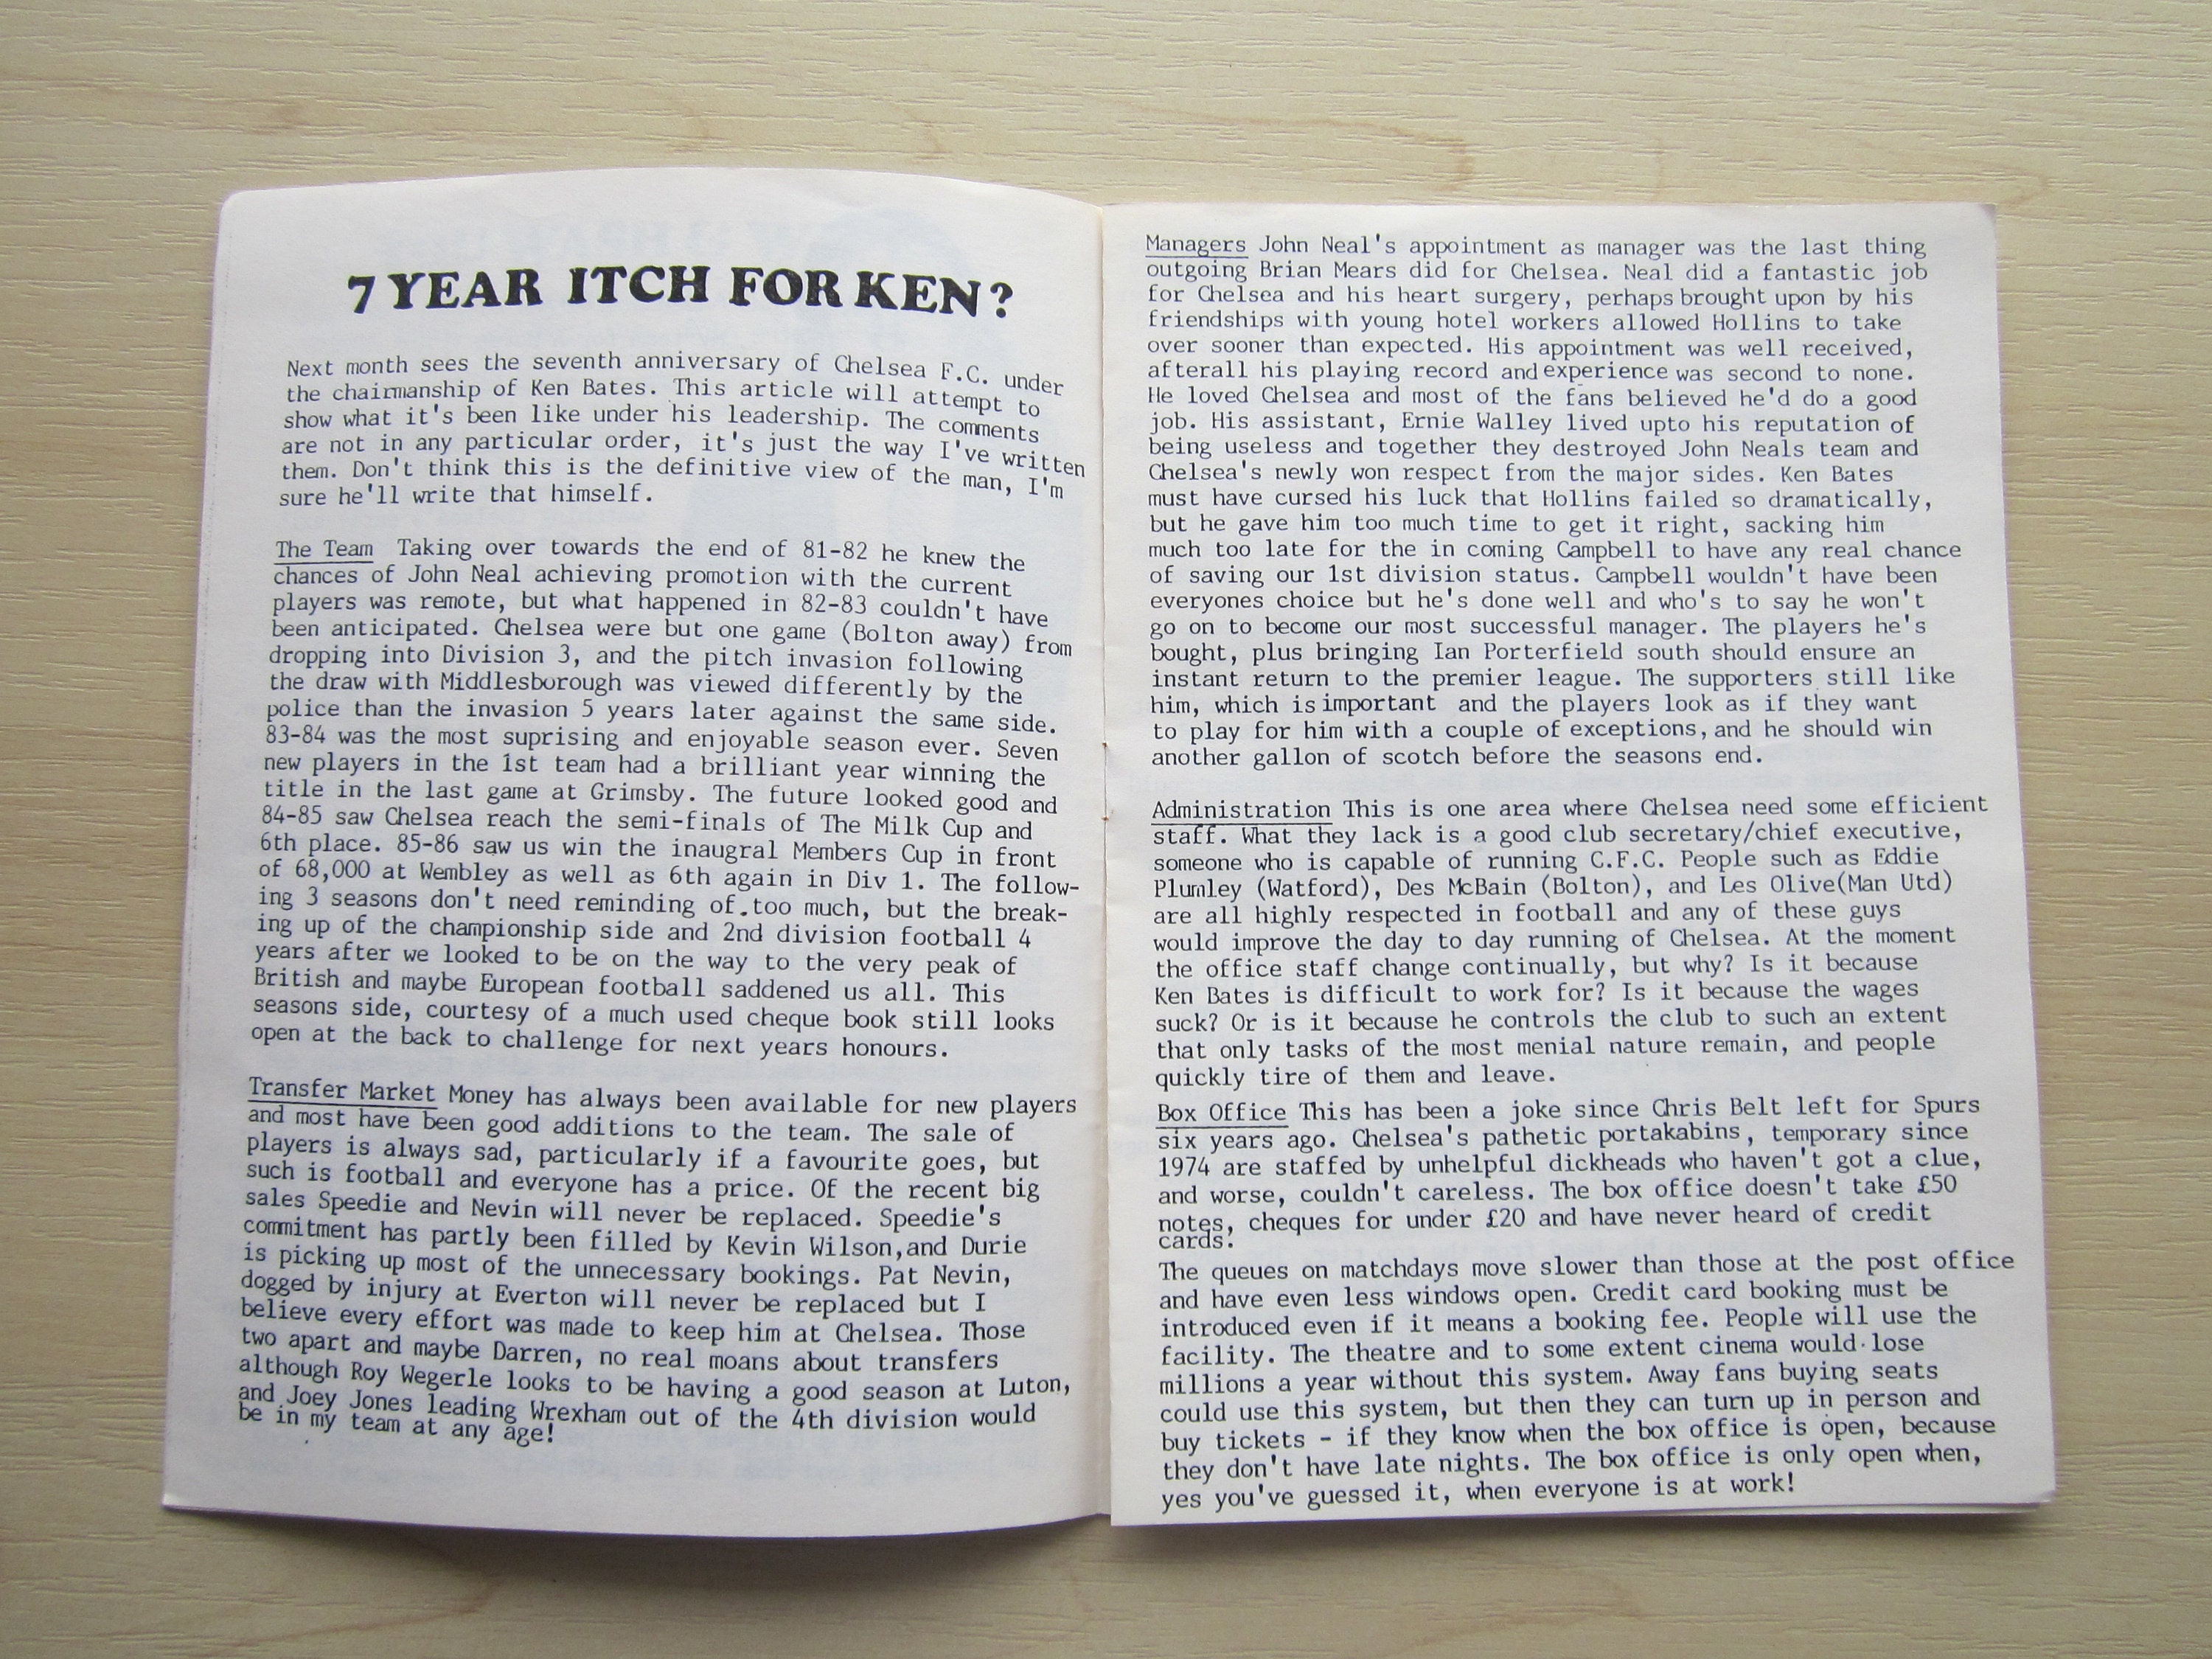 7 YEAR ITCH FOR KEN?
Next month sees the seventh anniversary of Chelsea F.C. under
the chairmanship of Ken Bates. This article will attempt to
show what it's been like under his leadership. The comments
are not in any particular order, it's just the way I've written
them. Don't think this is the definitive view of the man, I'm
sure he'll write that himself.
The Team Taking over towards the end of 81-82 he knew the
chances of John Neal achieving promotion with the current
players was remote, but what happened in 82-83 couldn't have
been anticipated. Chelsea were but one game (Bolton away) from
dropping into Division 3, and the pitch invasion following
the draw with Middlesborough was viewed differently by the
police than the invasion 5 years later against the same side.
83-84 was the most suprising and enjoyable season ever. Seven
new players in the 1st team had a brilliant year winning the
title in the last game at Grimsby. The future looked good and
84-85 saw Chelsea reach the semi-finals of The Milk Cup and
6th place. 85-86 saw us win the inaugral Members Cup in front
of 68,000 at Wembley as well as 6th again in Div 1. The follow-
ing 3 seasons don't need reminding of.too much, but the break-
ing up of the championship side and 2nd division football 4
years after we looked to be on the way to the very peak of
British and maybe European football saddened us all. This
seasons side, courtesy of a much used cheque book still looks
open at the back to challenge for next years honours.
Transfer Market Money has always been available for new players
and most have been good additions to the team. The sale of
players is always sad, particularly if a favourite goes, but
such is football and everyone has a price. Of the recent big
sales Speedie and Nevin will never be replaced. Speedie's
commitment has partly been filled by Kevin Wilson,and Durie
is picking up most of the unnecessary bookings. Pat Nevin,
dogged by injury at Everton will never be replaced but I
believe every effort was made to keep him at Chelsea. Those
two apart and maybe Darren, no real moans about transfers
although Roy Wegerle looks to be having a good season at Luton,
and Joey Jones leading Wrexham out of the 4th division would
be in my team at any age!
Managers John Neal's appointment as manager was the last thing
outgoing Brian Mears did for Chelsea. Neal did a fantastic job
for Chelsea and his heart surgery, perhaps brought upon by his
friendships with young hotel workers allowed Hollins to take
over sooner than expected. His appointment was well received,
afterall his playing record and experience was second to none.
He loved Chelsea and most of the fans believed he'd do a good
job. His assistant, Ernie Walley lived upto his reputation of
being useless and together they destroyed John Neals team and
Chelsea's newly won respect from the major sides. Ken Bates
must have cursed his luck that Hollins failed so dramatically,
but he gave him too much time to get it right, sacking him
much too late for the in coming Campbell to have any real chance
of saving our 1st division status. Campbell wouldn't have been
everyones choice but he's done well and who's to say he won't
go on to become our most successful manager. The players he's
bought, plus bringing Ian Porterfield south should ensure an
instant return to the premier league. The supporters still like
him, which is important and the players look as if they want
to play for him with a couple of exceptions, and he should win
another gallon of scotch before the seasons end.
Administration This is one area where Chelsea need some efficient
staff. What they lack is a good club secretary/chief executive,
someone who is capable of running C.F.C. People such as Eddie
Plumley (Watford), Des McBain (Bolton), and Les Olive(Man Utd)
are all highly respected in football and any of these guys
would improve the day to day running of Chelsea. At the moment
the office staff change continually, but why? Is it because
Ken Bates is difficult to work for? Is it because the wages
suck? Or is it because he controls the club to such an extent
that only tasks of the most menial nature remain, and people
quickly tire of them and leave.
Box Office This has been a joke since Chris Belt left for Spurs
six years ago. Chelsea's pathetic portakabins, temporary since
1974 are staffed by unhelpful dickheads who haven't got a clue,
and worse, couldn't careless. The box office doesn't take £50
notes, cheques for under £20 and have never heard of credit
cards.
The queues on matchdays move slower than those at the post office
and have even less windows open. Credit card booking must be
introduced even if it means a booking fee. People will use the
facility. The theatre and to some extent cinema would lose
millions a year without this system. Away fans buying seats
could use this system, but then they can turn up in person and
buy tickets - if they know when the box office is open, because
they don't have late nights. The box office is only open when,
yes you've guessed it, when everyone is at work!